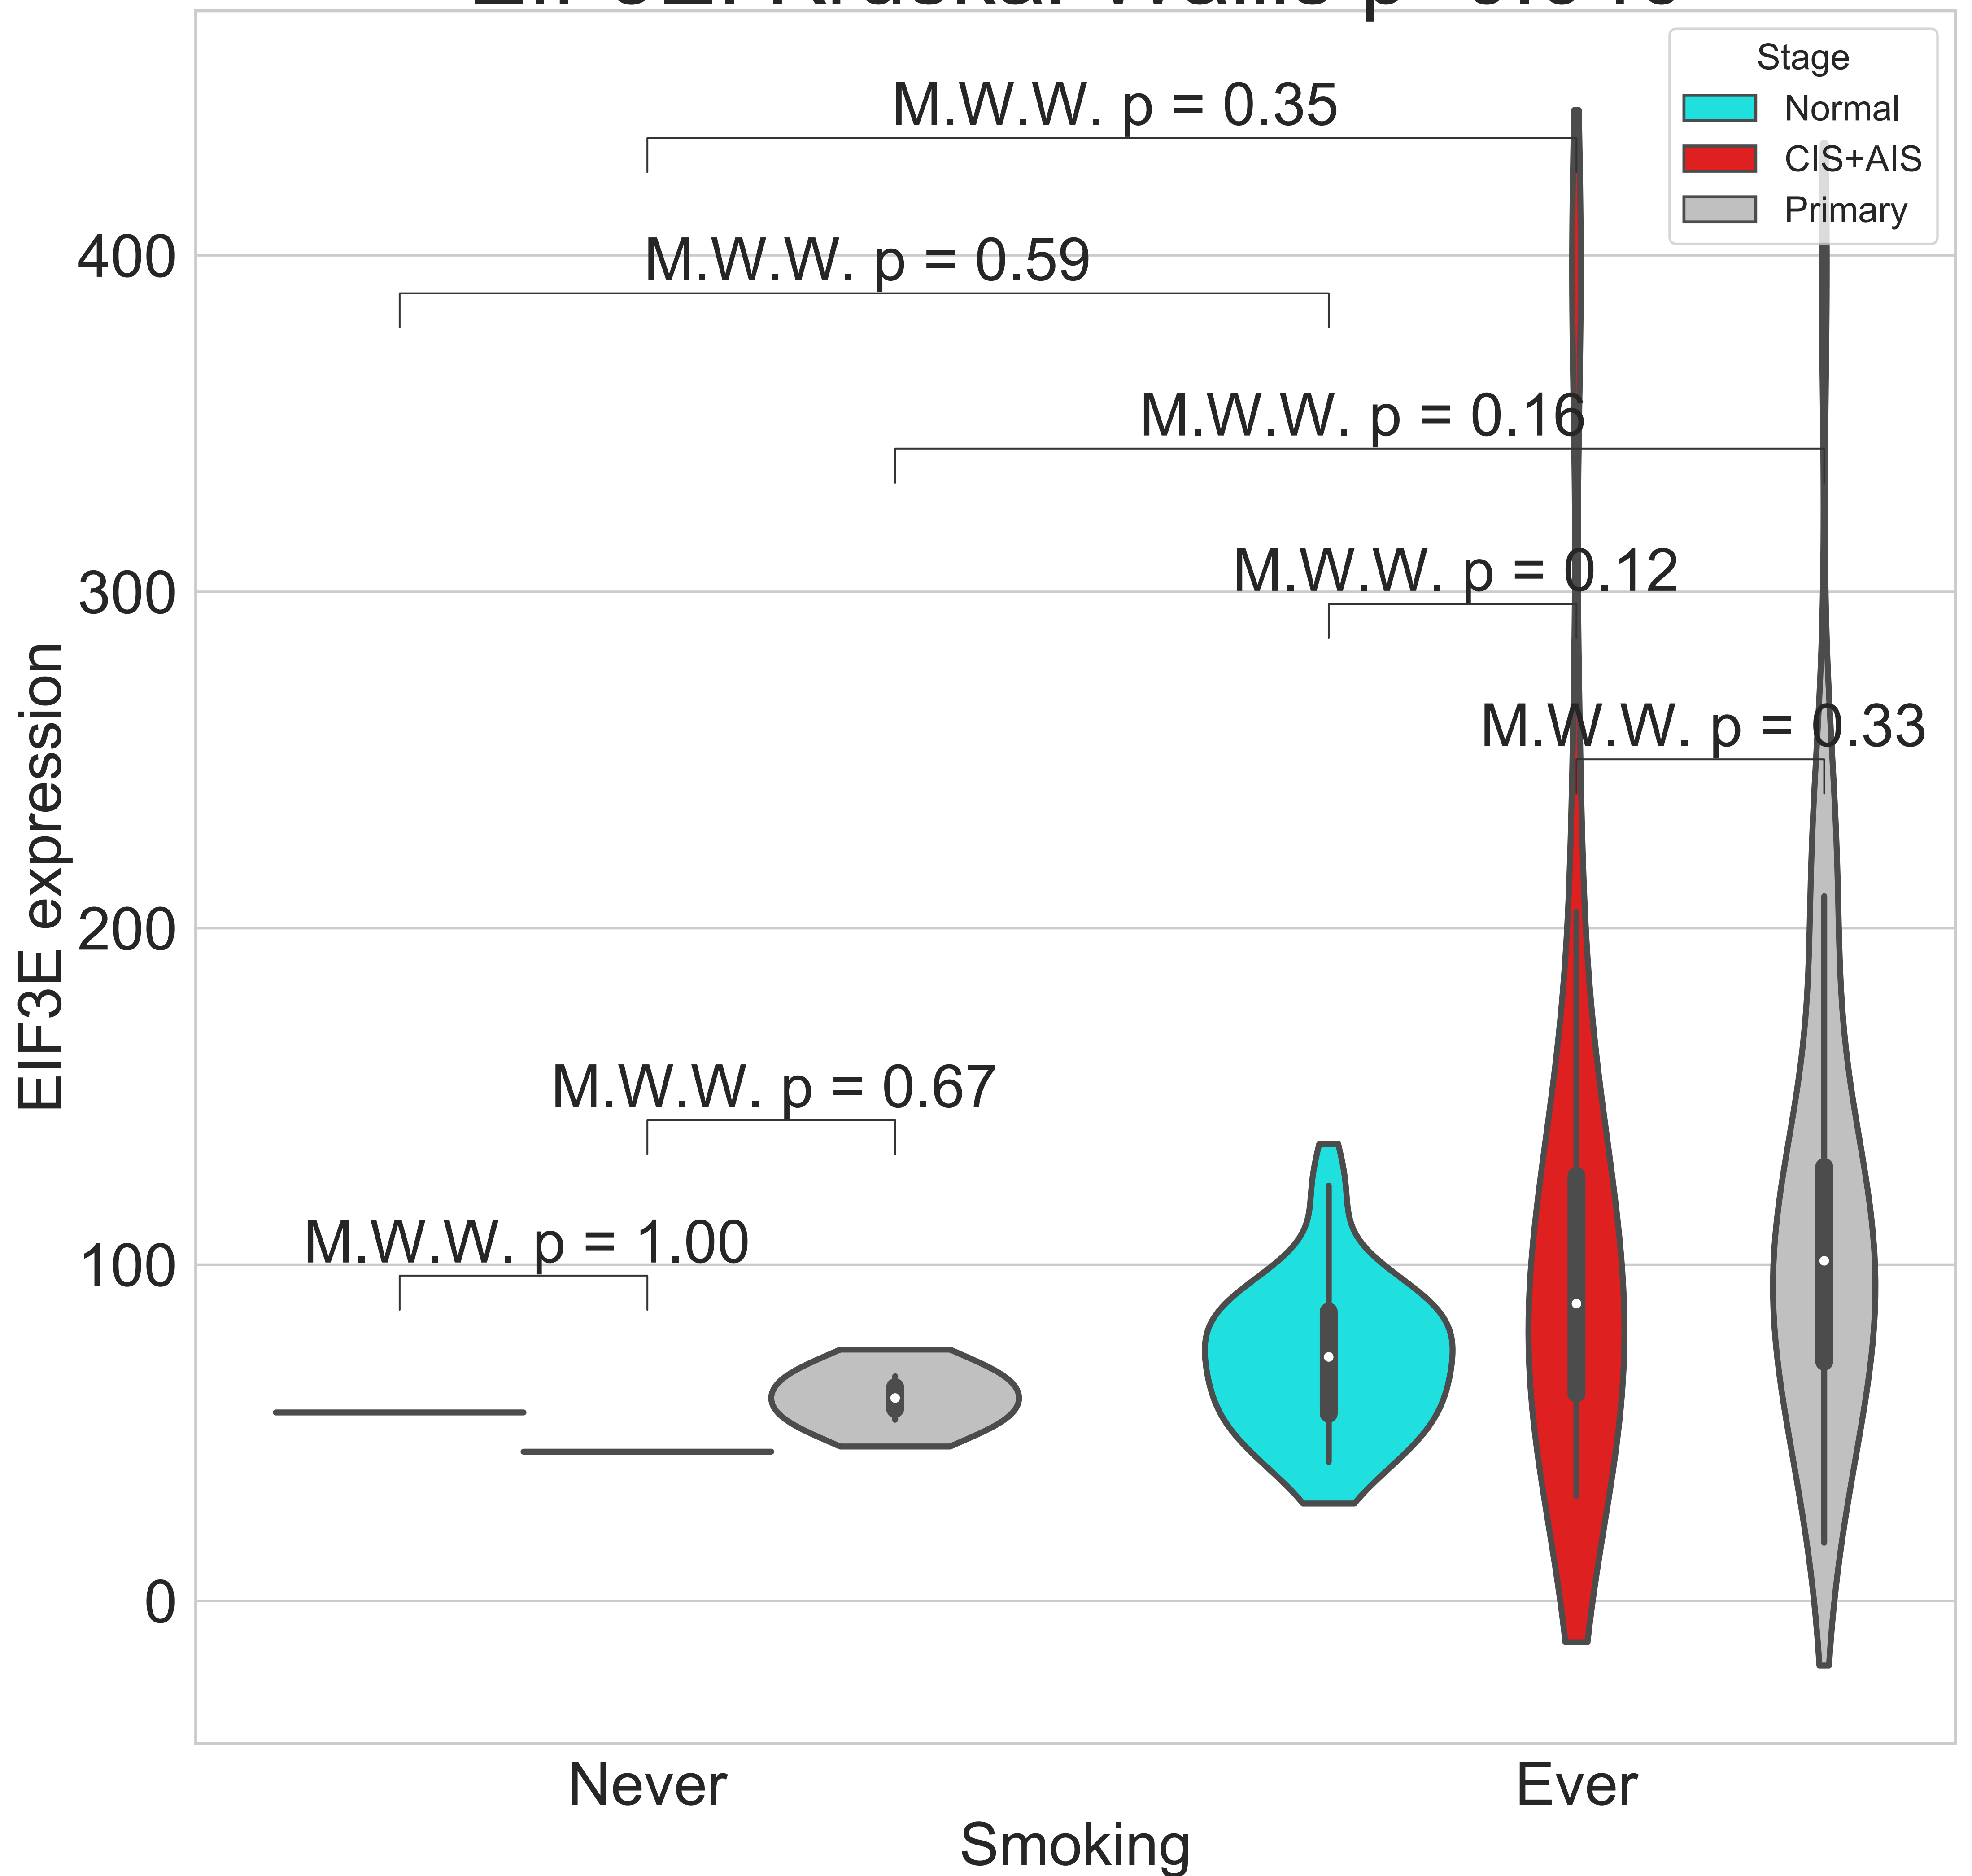 Stage
Normal
CIS+AIS
Primary
M.W.W. p = 0.35
M.W.W. p = 0.59
M.W.W. p = 0.16
M.W.W. p = 0.12
M.W.W. p = 0.33
M.W.W. p = 0.67
M.W.W. p = 1.00
400
300
200
100
0
EIF3E expression
Never
Ever
Smoking